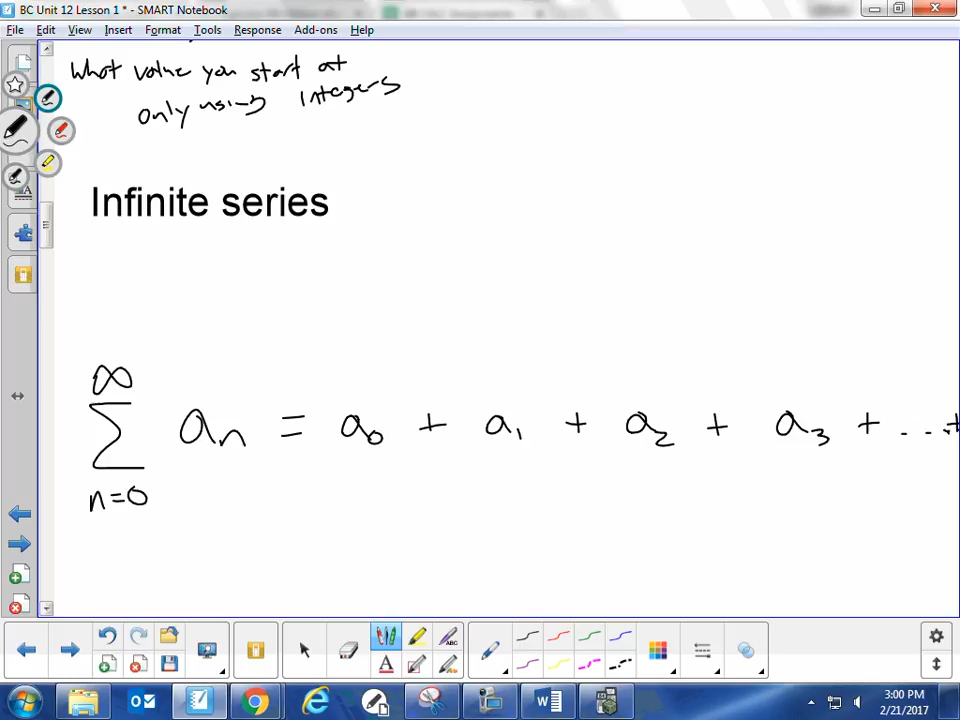 BC Unit 12 Lesson 1 * - SMART Notebook
File Edit View Insert Format Tools Response Add-ons Help
What value you start at
only using integers
Infinite series
∞
∑ an = a0 + a1 + a2 + a3 + ... +
n=0
3:00 PM
2/21/2017